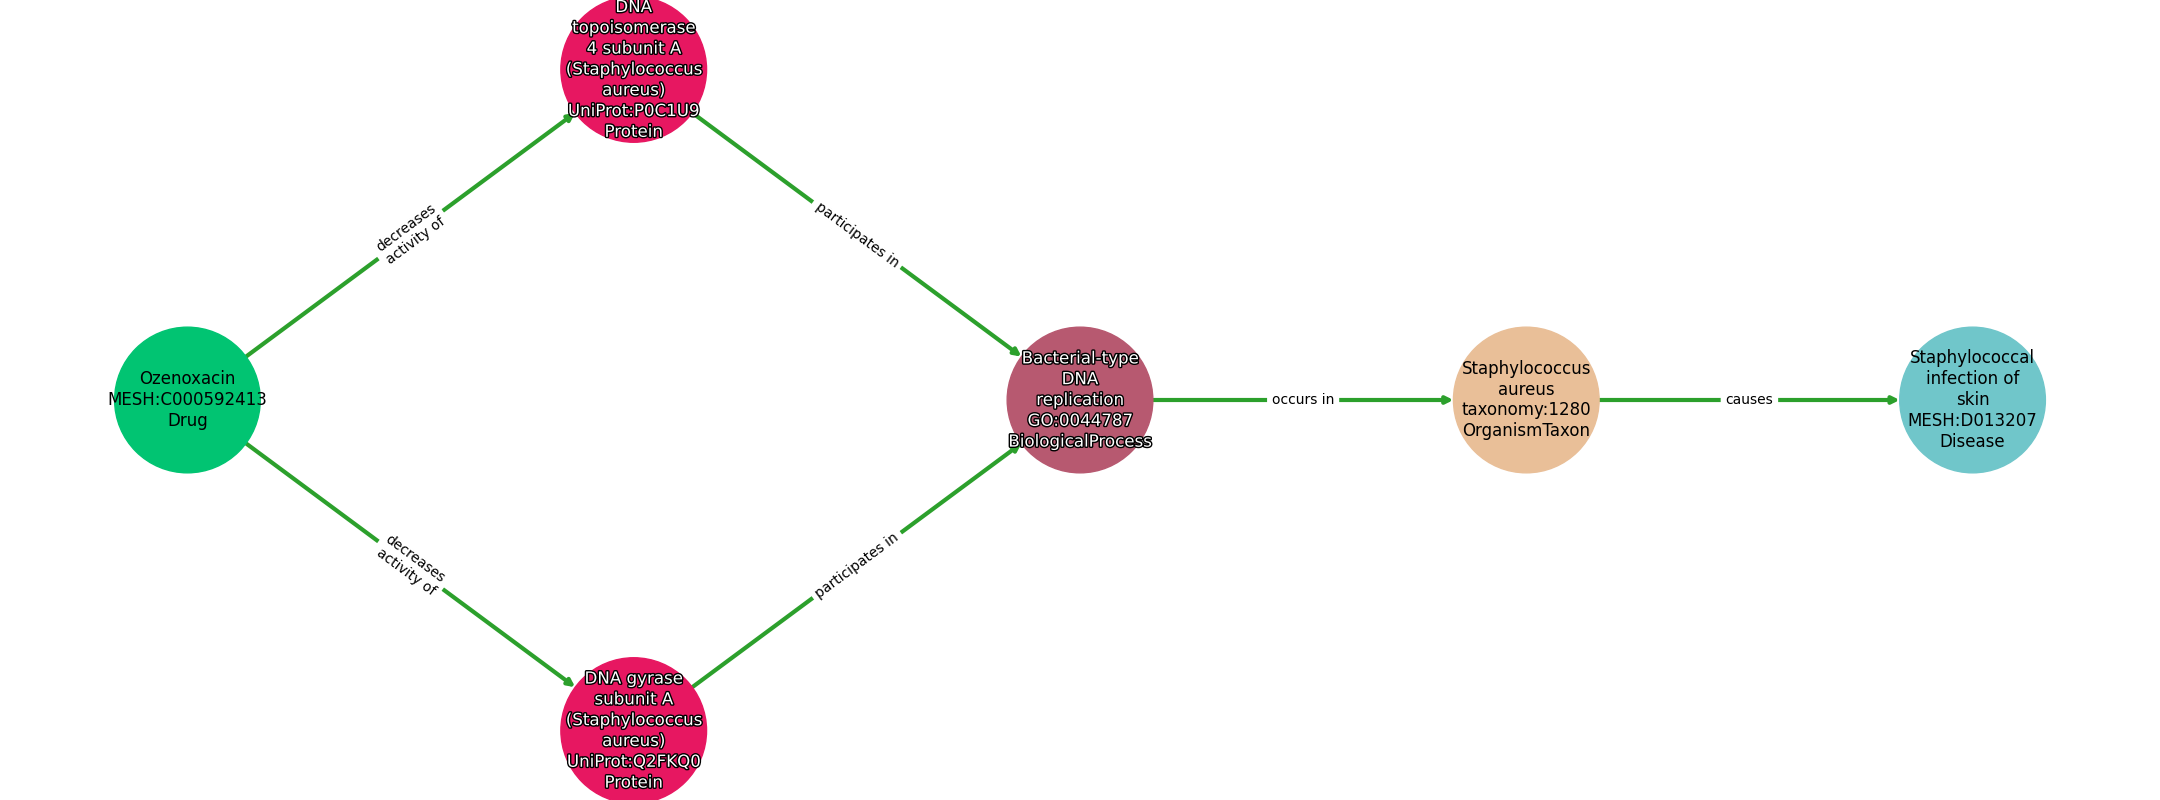 DNA
topoisomerase
4 subunit A
(Staphylococcus
aureus)
UniProt:P0C1U9
Protein
decreases
activity of
participates in
Ozenoxacin
MESH:C000592413
Drug
Bacterial-type
DNA
replication
GO:0044787
BiologicalProcess
occurs in
Staphylococcus
aureus
taxonomy:1280
OrganismTaxon
causes
Staphylococcal
infection of
skin
MESH:D013207
Disease
decreases
activity of
participates in
DNA gyrase
subunit A
(Staphylococcus
aureus)
UniProt:Q2FKQ0
Protein